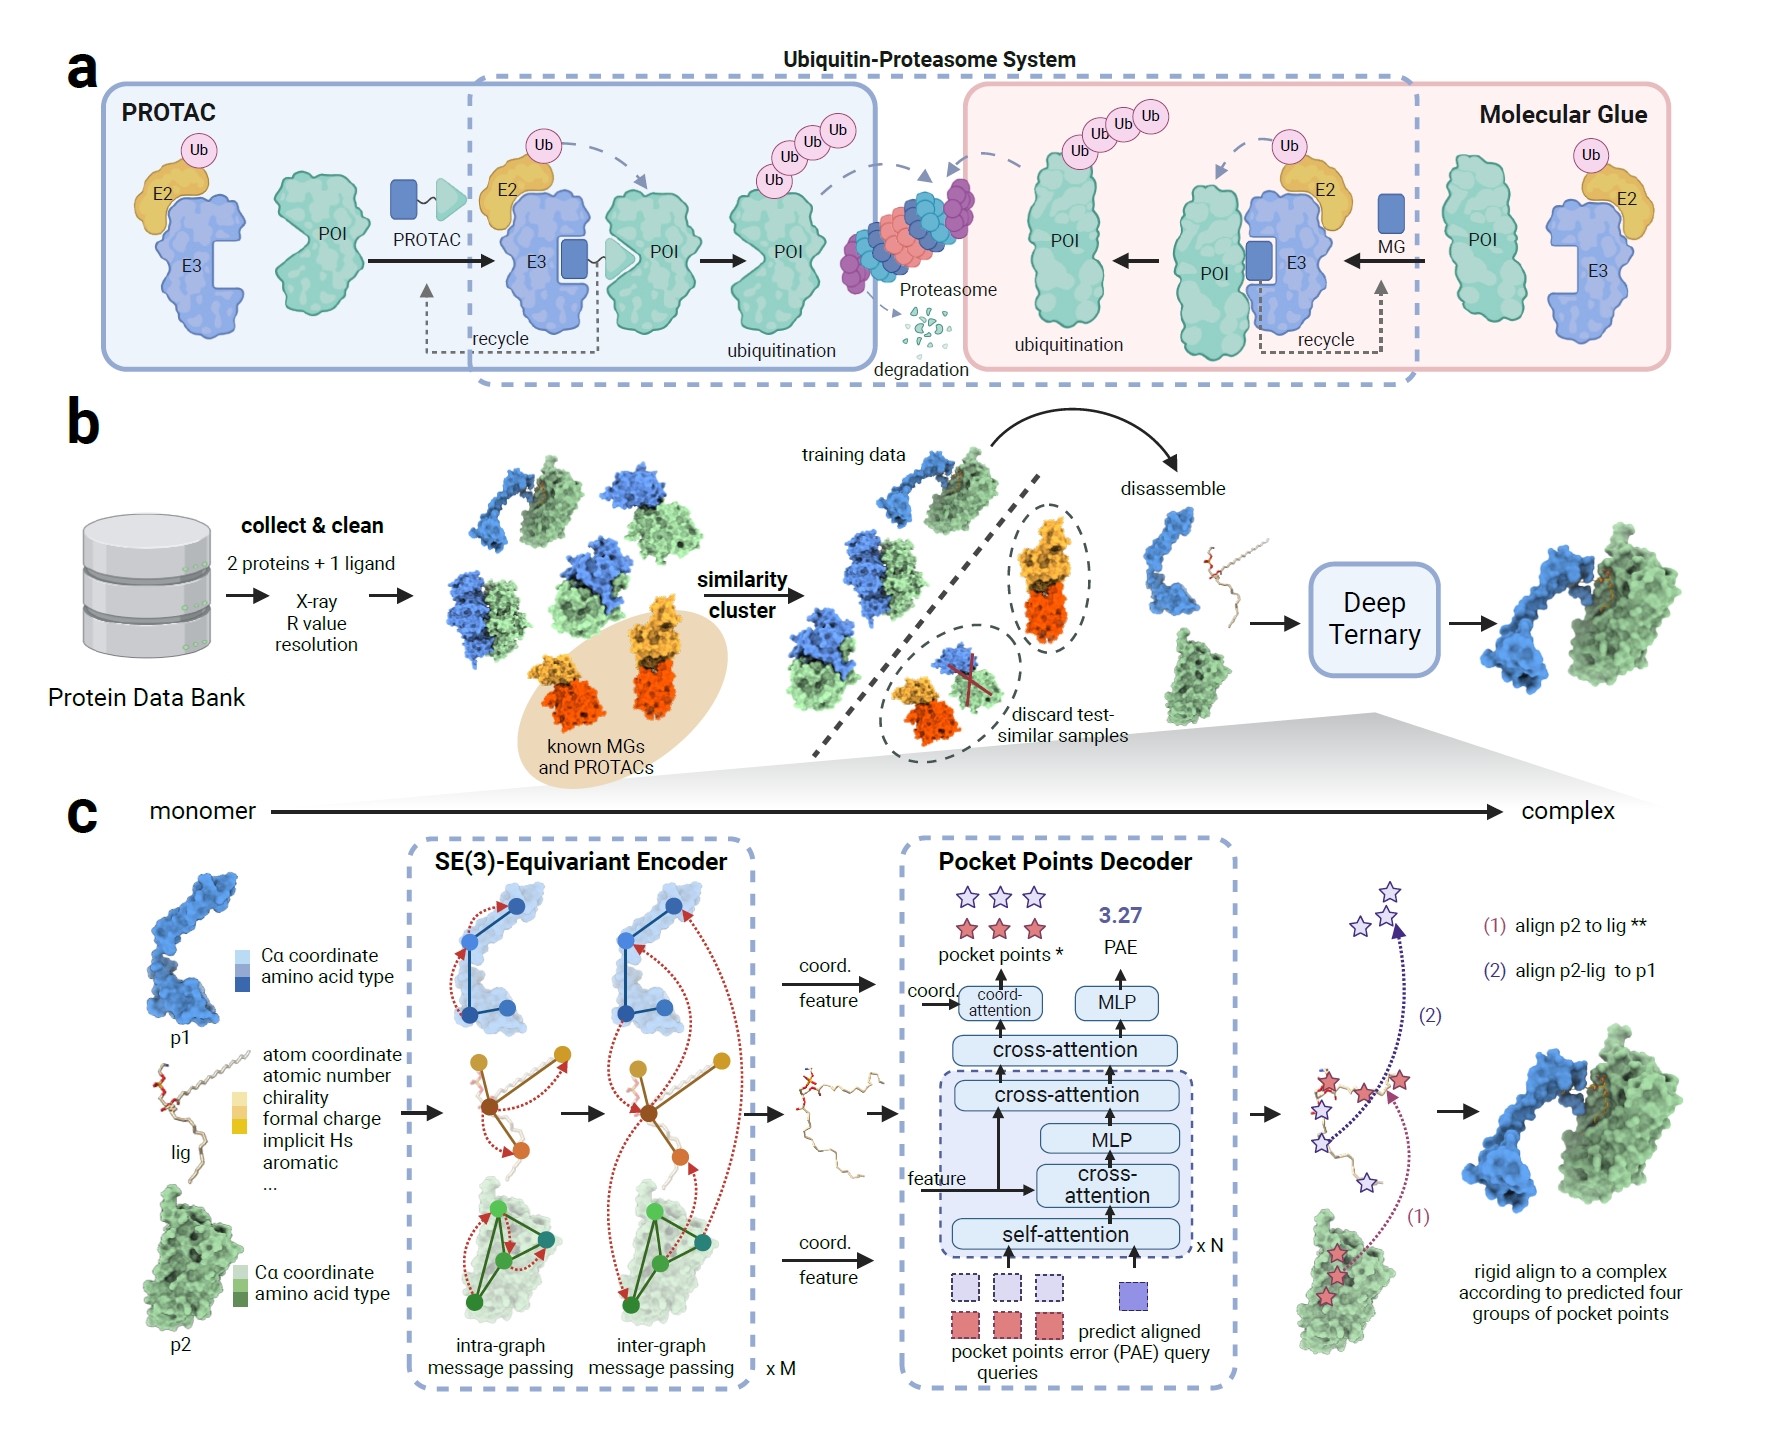 a
Ubiquitin-Proteasome System
PROTAC
Molecular Glue
Ub
E2
E3
POI
PROTAC
Ub
E2
E3
POI
recycle
Ub
Ub
Ub
Ub
POI
ubiquitination
Proteasome
degradation
Ub
Ub
Ub
Ub
POI
ubiquitination
Ub
E2
POI
E3
recycle
MG
POI
Ub
E2
E3
b
Protein Data Bank
collect & clean
2 proteins + 1 ligand
X-ray
R value
resolution
known MGs
and PROTACs
similarity
cluster
training data
discard test-
similar samples
disassemble
Deep
Ternary
c
monomer
complex
p1
Cα coordinate
amino acid type
lig
atom coordinate
atomic number
chirality
formal charge
implicit Hs
aromatic
...
p2
Cα coordinate
amino acid type
SE(3)-Equivariant Encoder
intra-graph
message passing
inter-graph
message passing
x M
coord.
feature
coord.
feature
Pocket Points Decoder
3.27
pocket points *
PAE
coord.
coord-
attention
MLP
cross-attention
cross-attention
MLP
feature
cross-
attention
self-attention
x N
pocket points
queries
predict aligned
error (PAE) query
(1) align p2 to lig **
(2) align p2-lig to p1
(2)
(1)
rigid align to a complex
according to predicted four
groups of pocket points